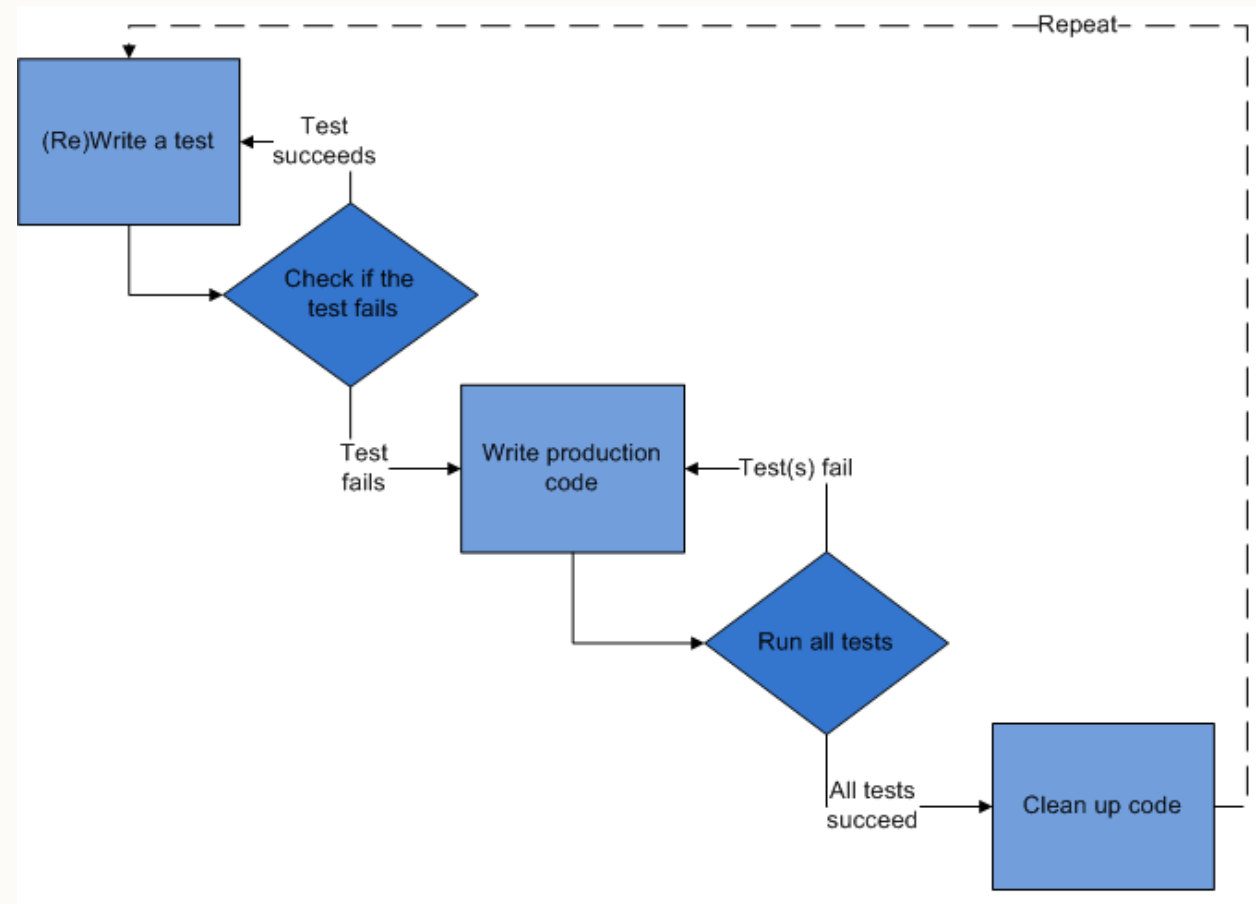 Repeat
(Re)Write a test
Test
succeeds
Check if the
test fails
Test
fails
Write production
code
Test(s) fail
Run all tests
All tests
succeed
Clean up code